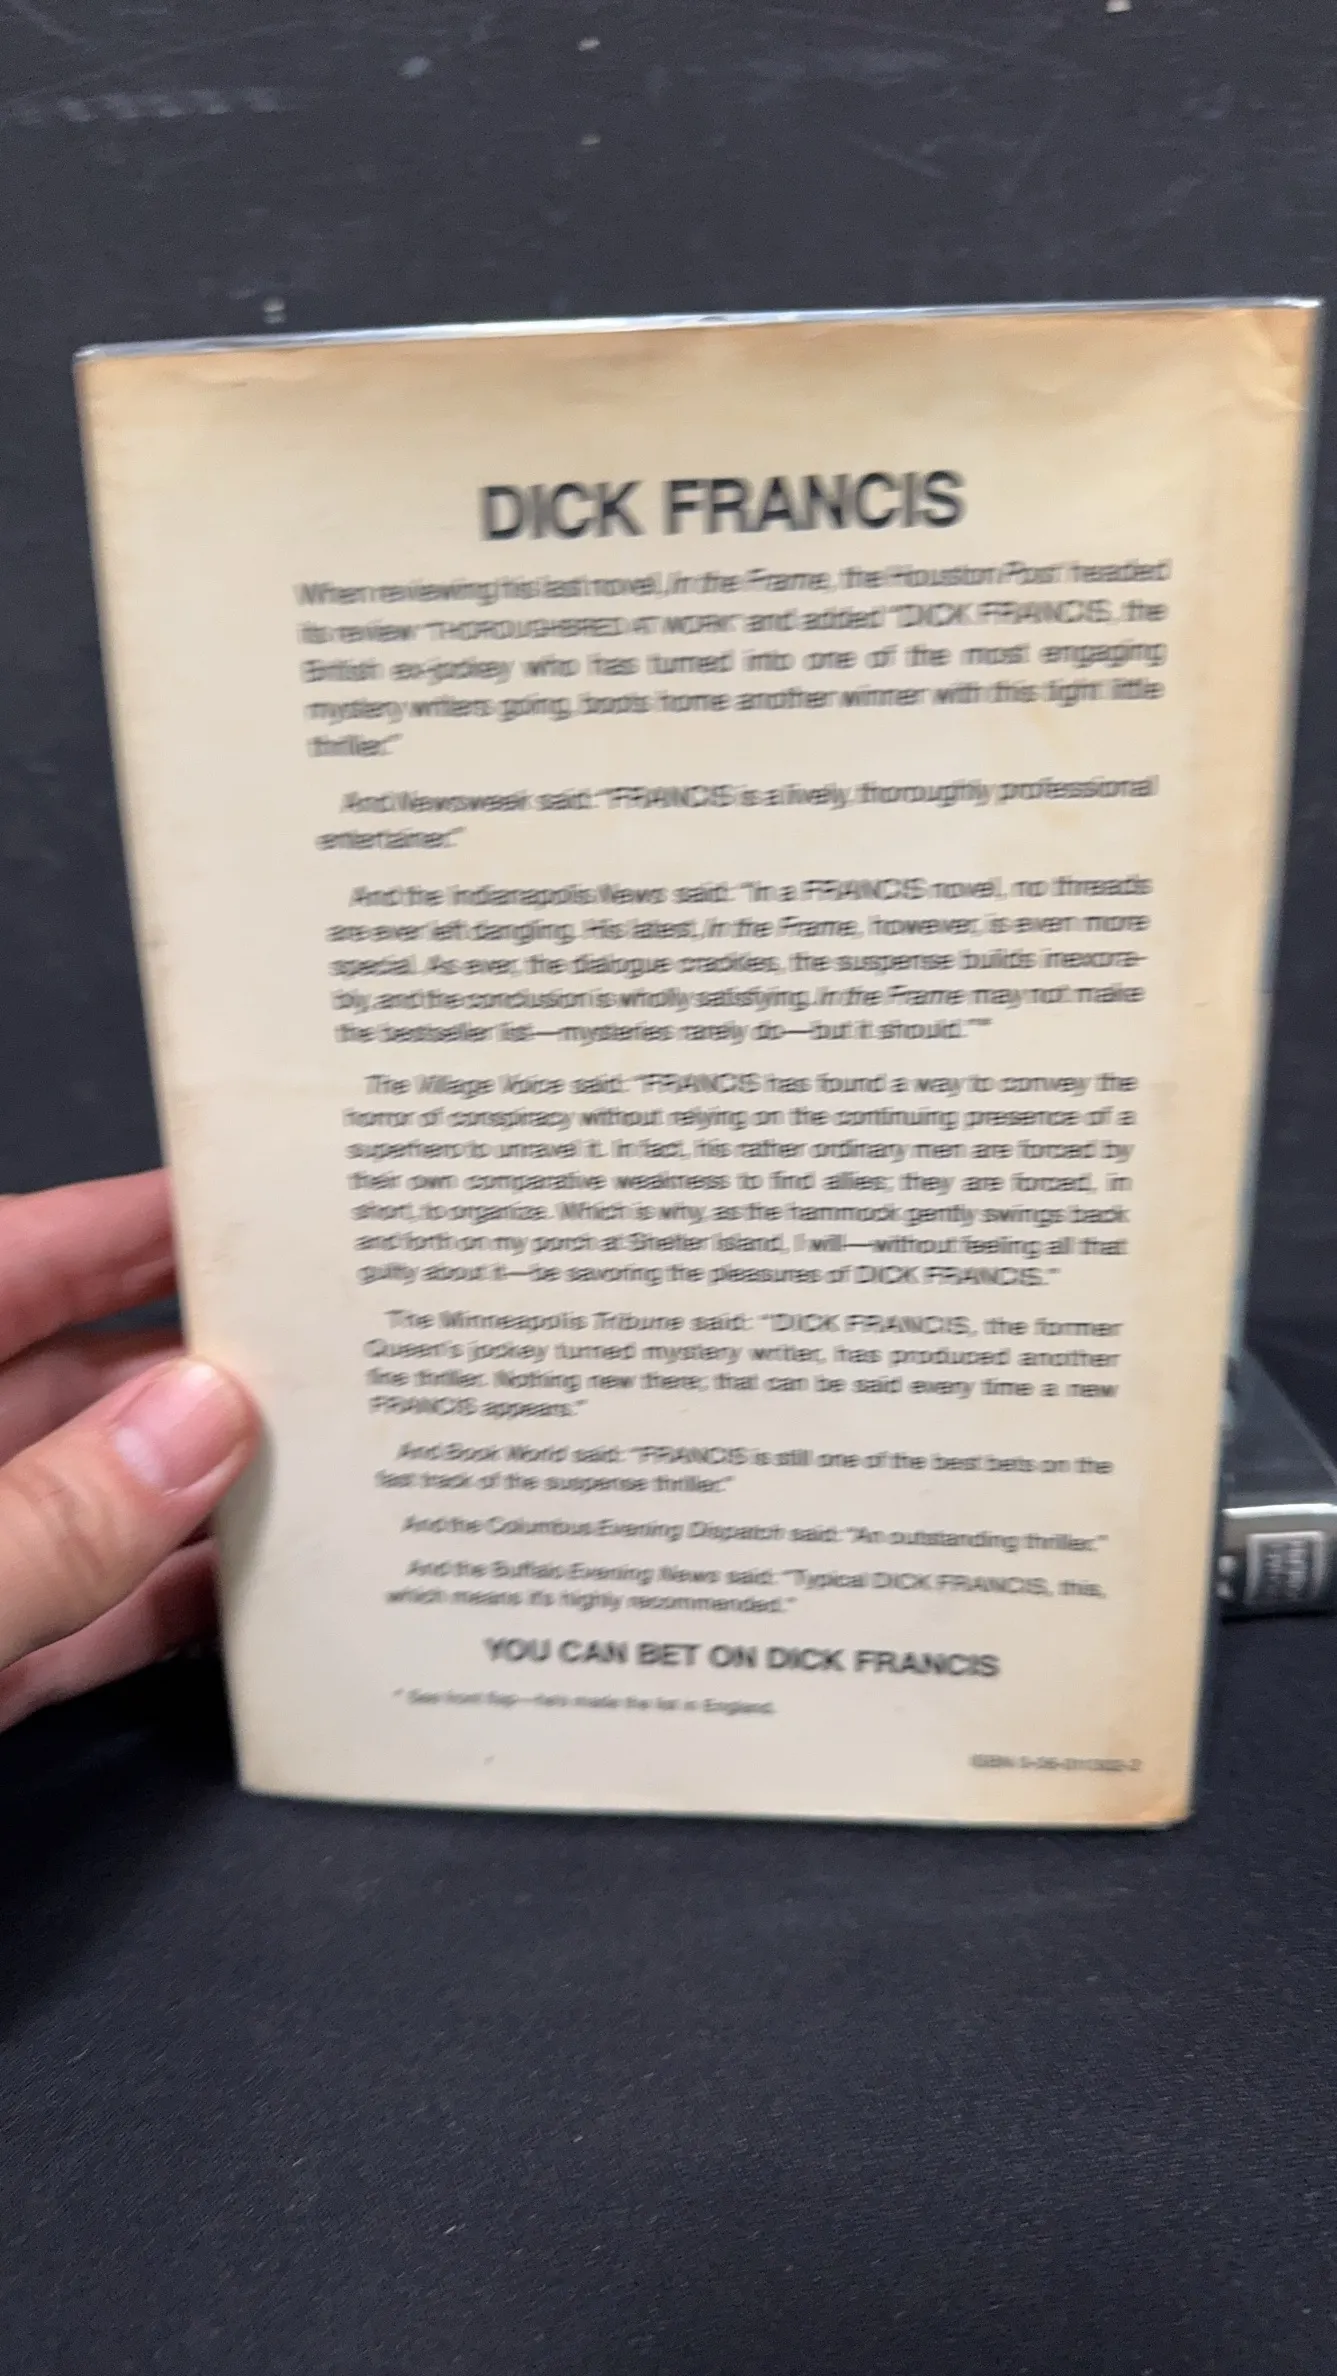 DICK FRANCIS
When reviewing his last novel, In the Frame, the Houston Post headed
its review "THOROUGHBRED AT WORK" and added "DICK FRANCIS, the
British ex-jockey who has turned into one of the most engaging
mystery writers going, boots home another winner with this tight little
thriller."
And Newsweek said: "FRANCIS is a lively, thoroughly professional
entertainer."
And the Indianapolis News said: "In a FRANCIS novel, no threads
are ever left dangling. His latest, In the Frame, however, is even more
special. As ever, the dialogue crackles, the suspense builds inexora-
bly, and the conclusion is wholly satisfying. In the Frame may not make
the bestseller list—mysteries rarely do—but it should."*
The Village Voice said: "FRANCIS has found a way to convey the
horror of conspiracy without relying on the continuing presence of a
superhero to unravel it. In fact, his rather ordinary men are forced by
their own comparative weakness to find allies; they are forced, in
short, to organize. Which is why, as the hammock gently swings back
and forth on my porch at Shelter Island, I will—without feeling all that
guilty about it—be savoring the pleasures of DICK FRANCIS."
The Minneapolis Tribune said: "DICK FRANCIS, the former
Queen's jockey turned mystery writer, has produced another
fine thriller. Nothing new there; that can be said every time a new
FRANCIS appears."
And Book World said: "FRANCIS is still one of the best bets on the
fast track of the suspense thriller."
And the Columbus Evening Dispatch said: "An outstanding thriller."
And the Buffalo Evening News said: "Typical DICK FRANCIS, this,
which means it's highly recommended."
YOU CAN BET ON DICK FRANCIS
* See front flap—he's made the list in England.
ISBN